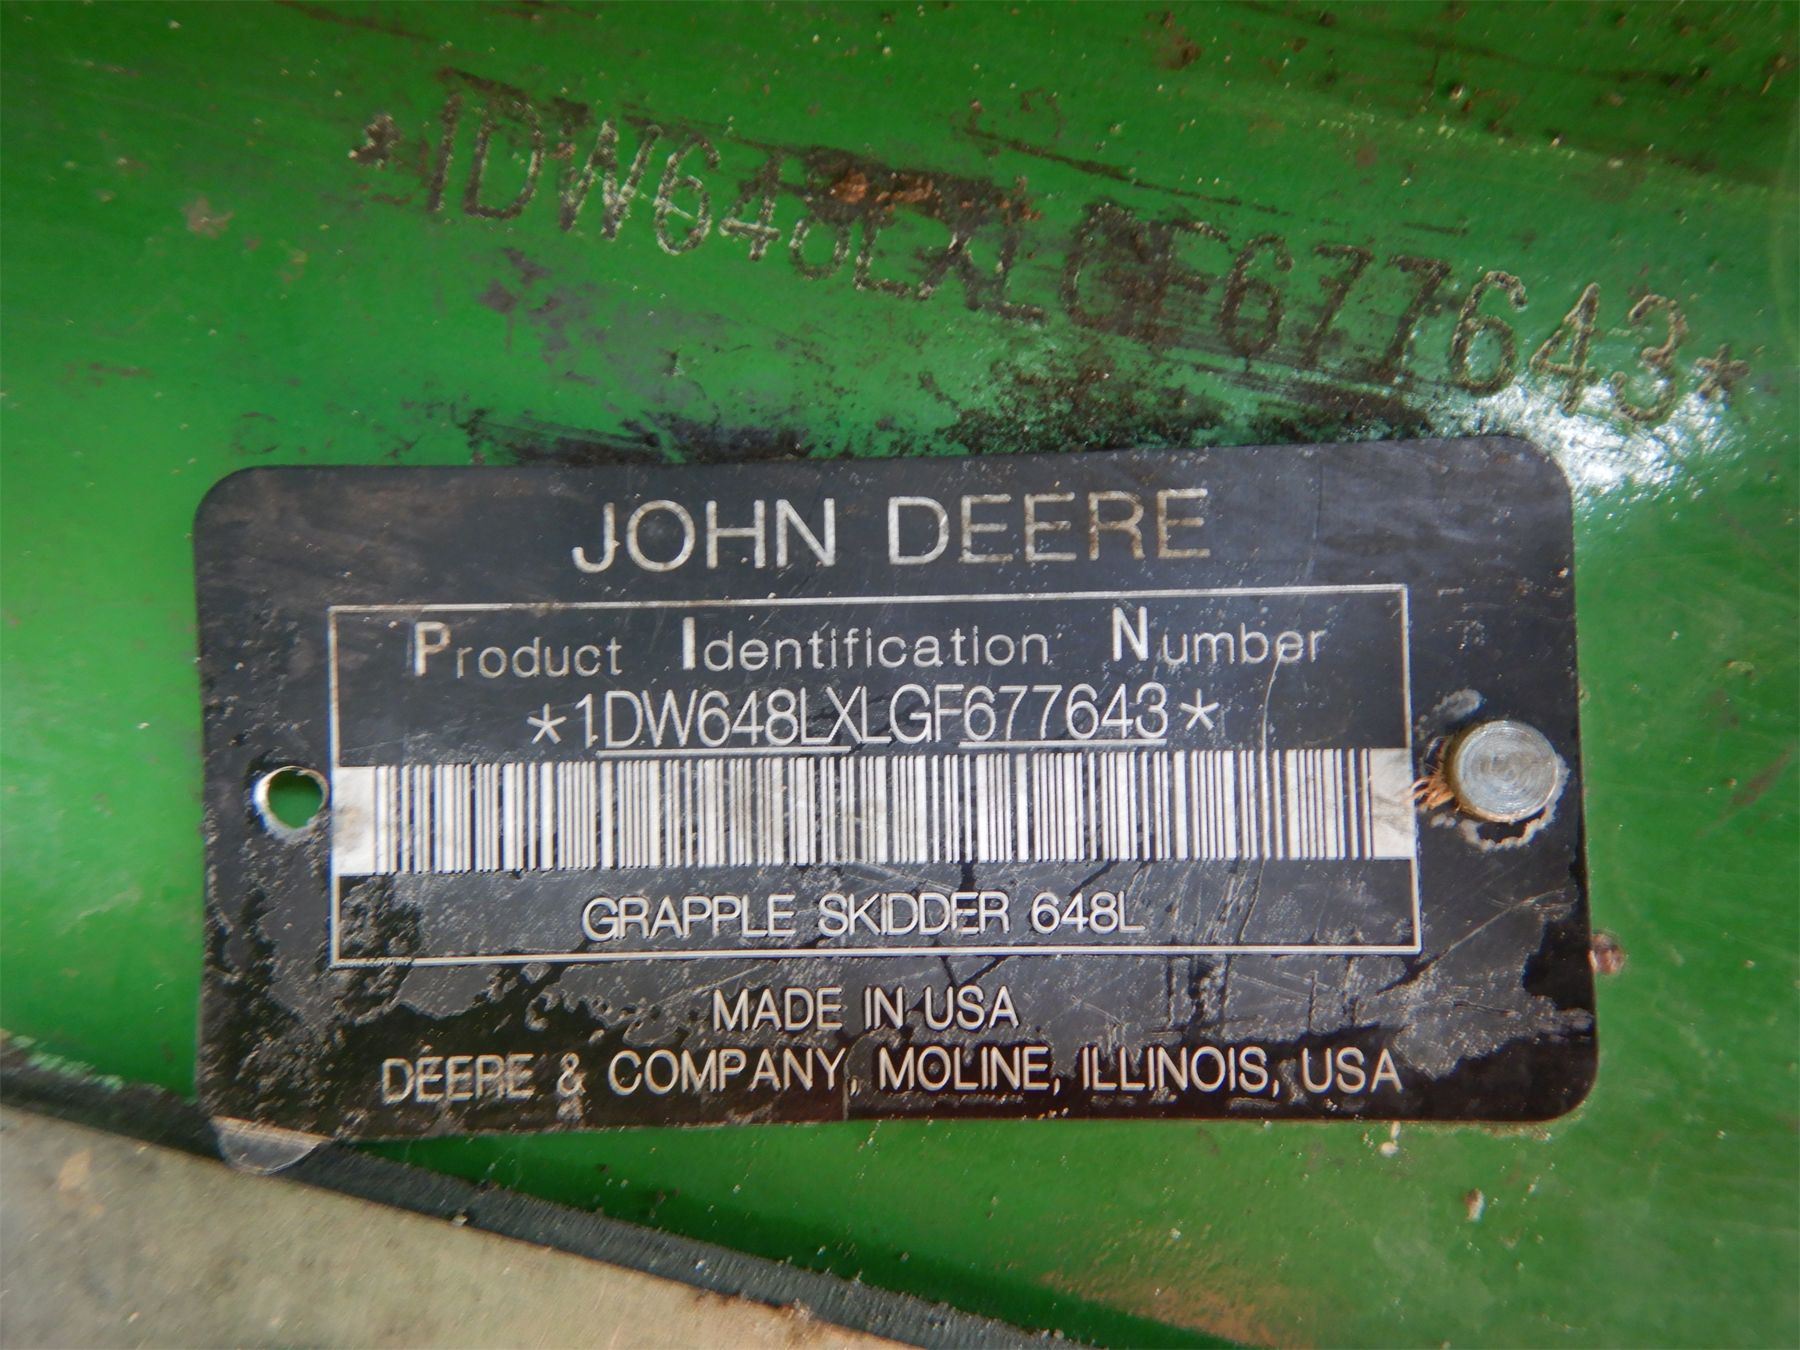 *1DW648LXLGF677643*
JOHN DEERE
Product Identification Number
*1DW648LXLGF677643*
GRAPPLE SKIDDER 648L
MADE IN USA
DEERE & COMPANY, MOLINE, ILLINOIS, USA